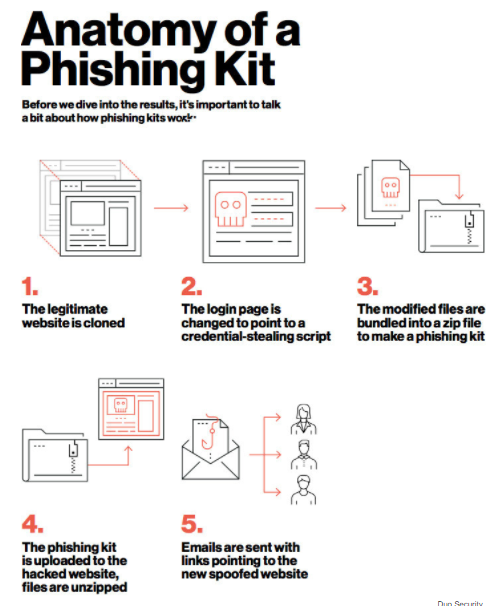 Anatomy of a
Phishing Kit
Before we dive into the results, it's important to talk
a bit about how phishing kits work.
1.
The legitimate
website is cloned
2.
The login page is
changed to point to a
credential-stealing script
3.
The modified files are
bundled into a zip file
to make a phishing kit
4.
The phishing kit
is uploaded to the
hacked website,
files are unzipped
5.
Emails are sent with
links pointing to the
new spoofed website
Duo Security